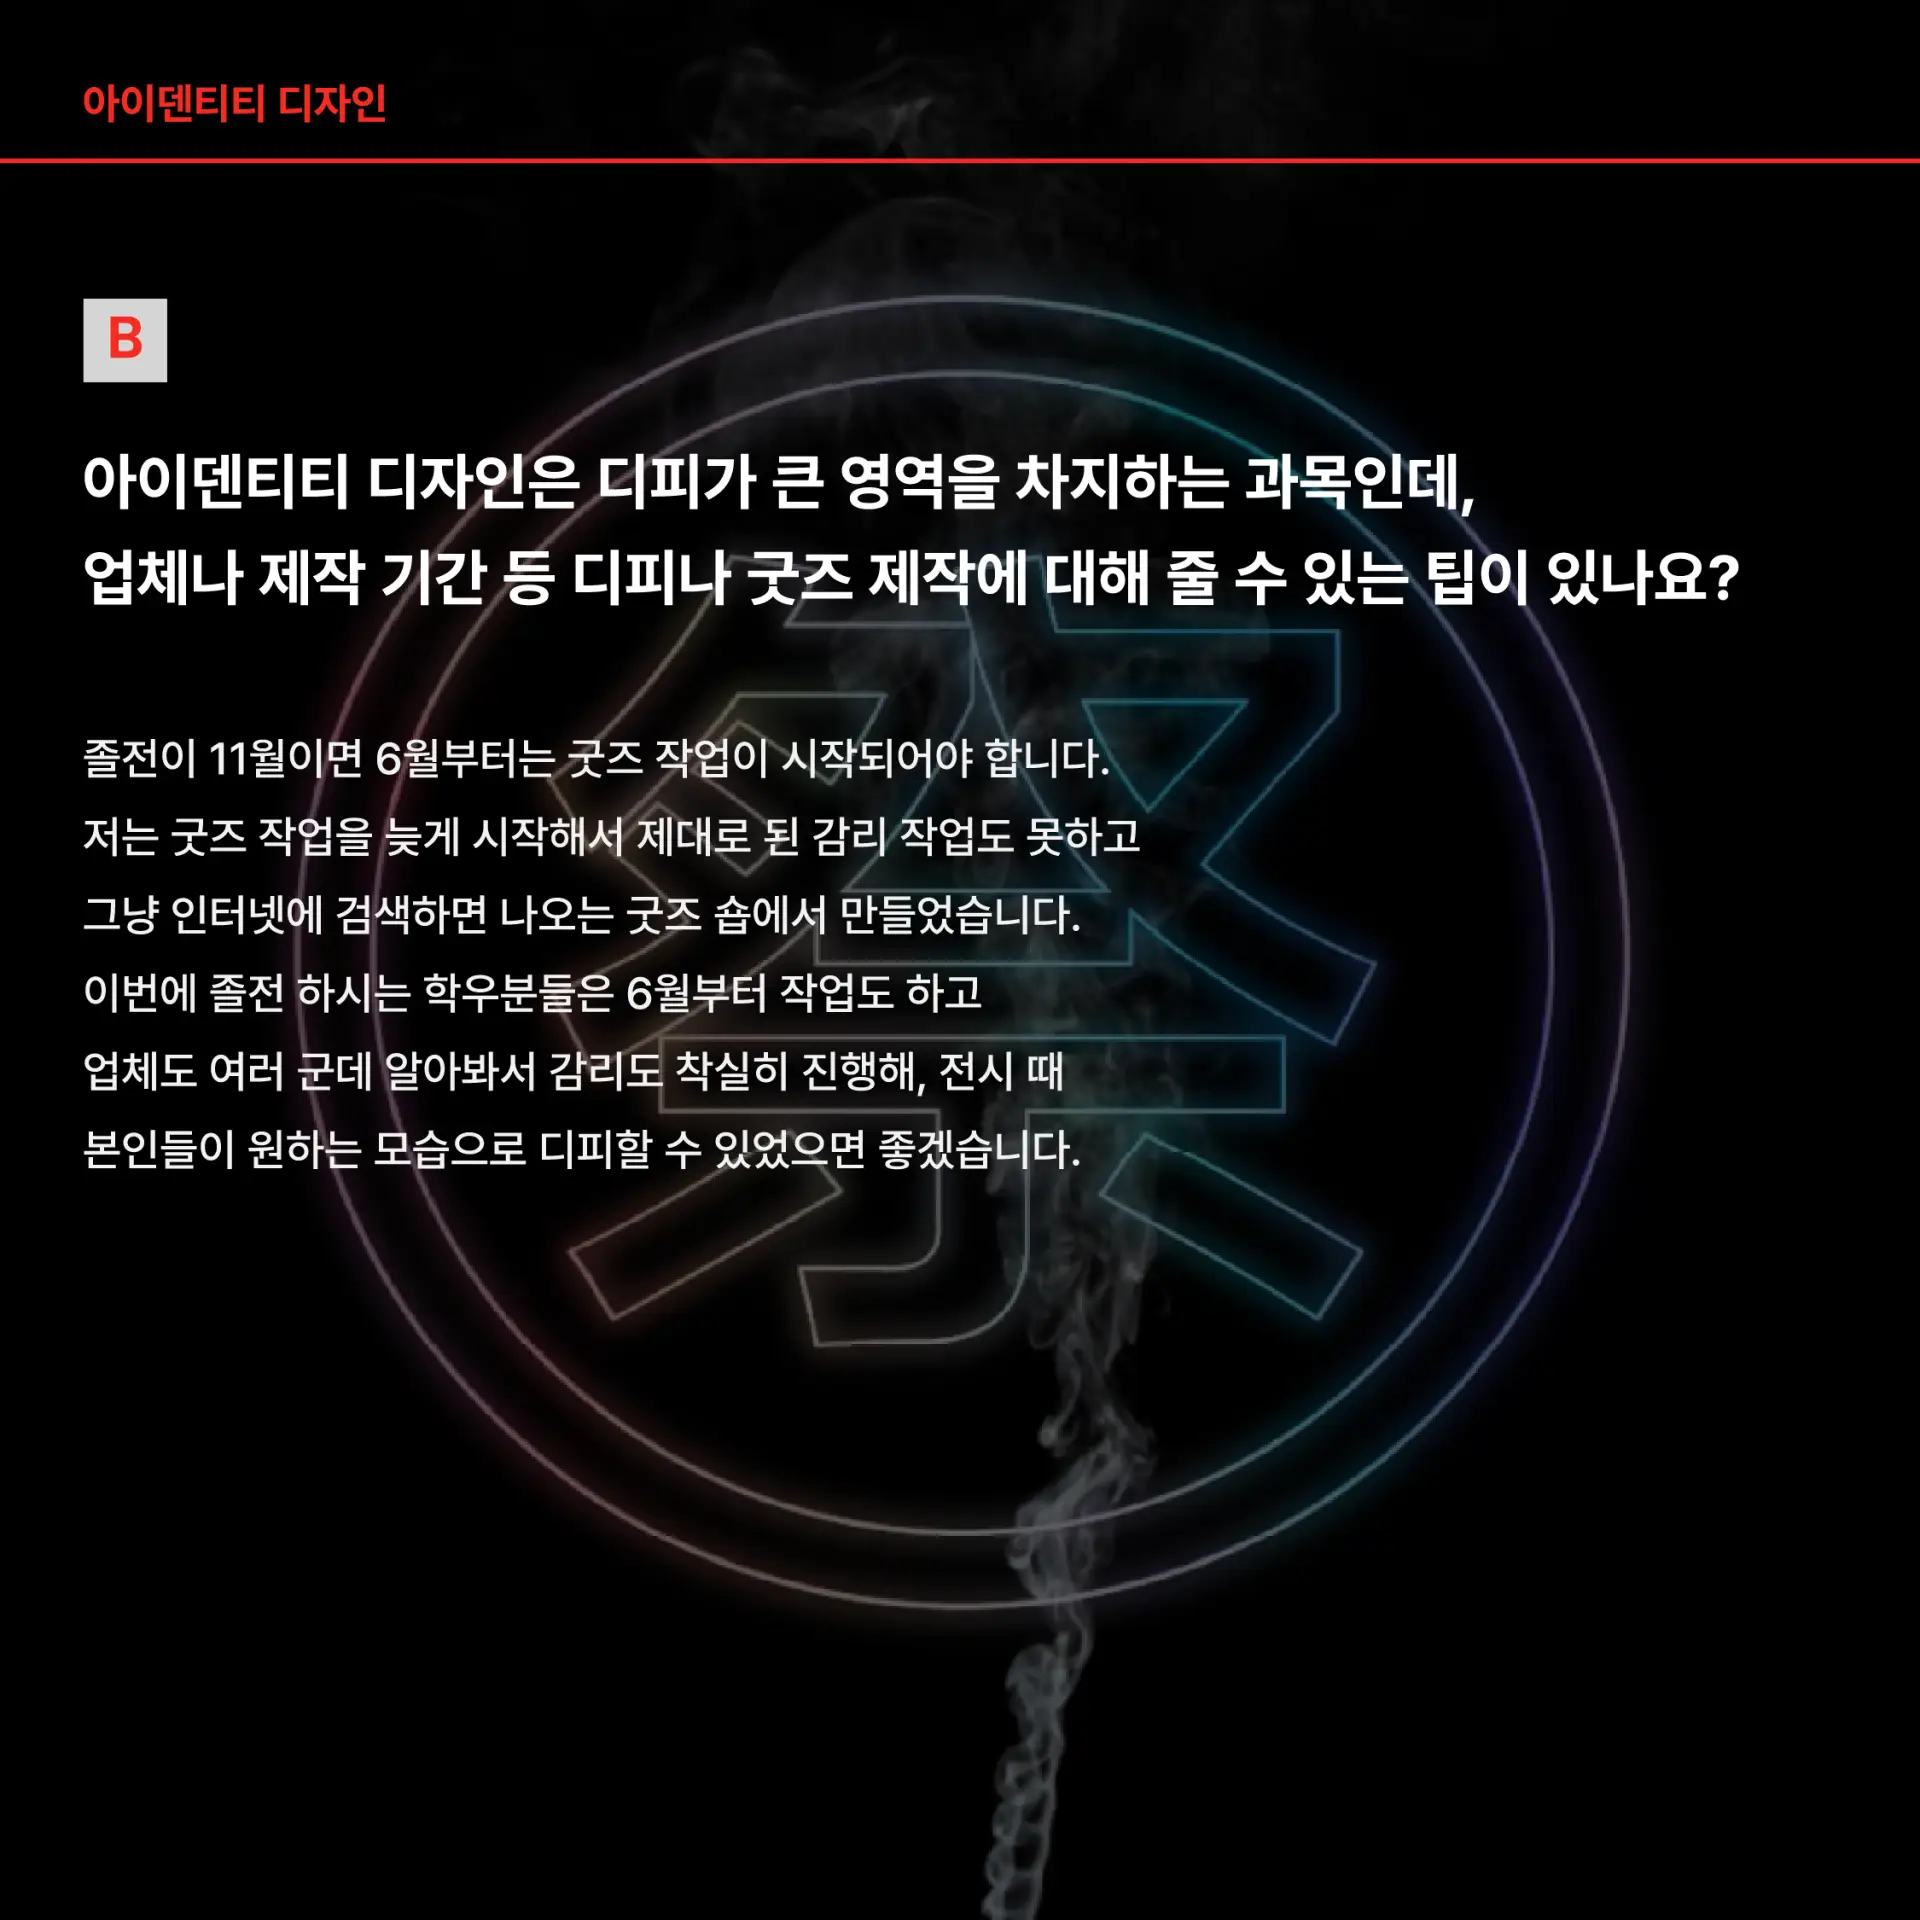 아이덴티티 디자인
B
아이덴티티 디자인은 디피가 큰 영역을 차지하는 과목인데,
업체나 제작 기간 등 디피나 굿즈 제작에 대해 줄 수 있는 팁이 있나요?
졸전이 11월이면 6월부터는 굿즈 작업이 시작되어야 합니다.
저는 굿즈 작업을 늦게 시작해서 제대로 된 감리 작업도 못하고
그냥 인터넷에 검색하면 나오는 굿즈 숍에서 만들었습니다.
이번에 졸전 하시는 학우분들은 6월부터 작업도 하고
업체도 여러 군데 알아봐서 감리도 착실히 진행해, 전시 때
본인들이 원하는 모습으로 디피할 수 있었으면 좋겠습니다.